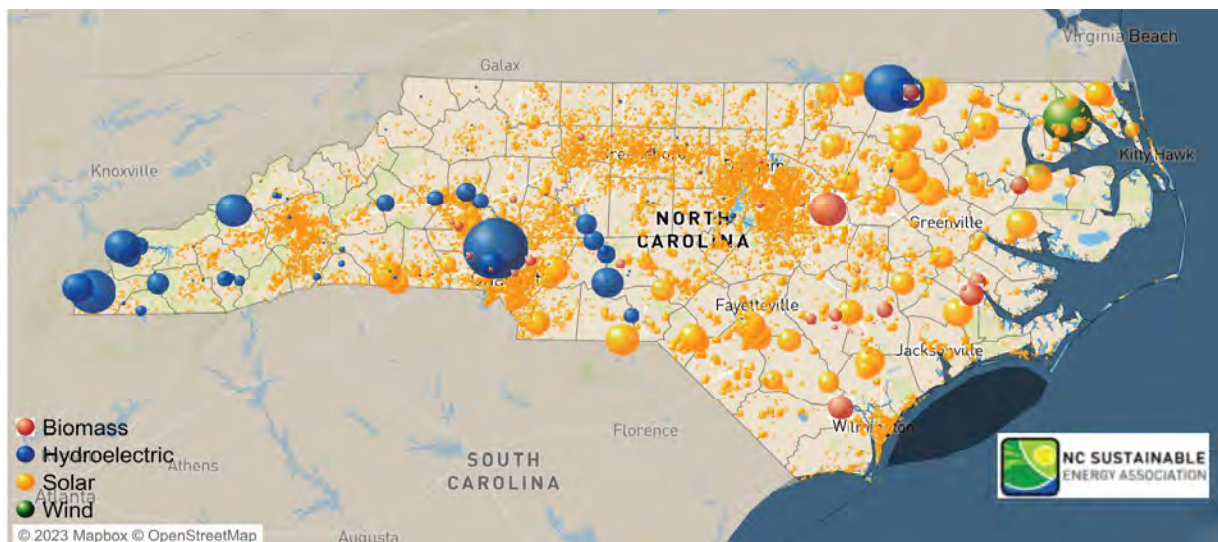 Virginia Beach
Galax
Knoxville
Kitty Hawk
NORTH
CAROLINA
Greenville
Fayetteville
Jacksonville
Wilmington
Florence
SOUTH
CAROLINA
Biomass
Hydroelectric
Solar
Wind
Athens
Atlanta
Augusta
NC SUSTAINABLE
ENERGY ASSOCIATION
© 2023 Mapbox © OpenStreetMap